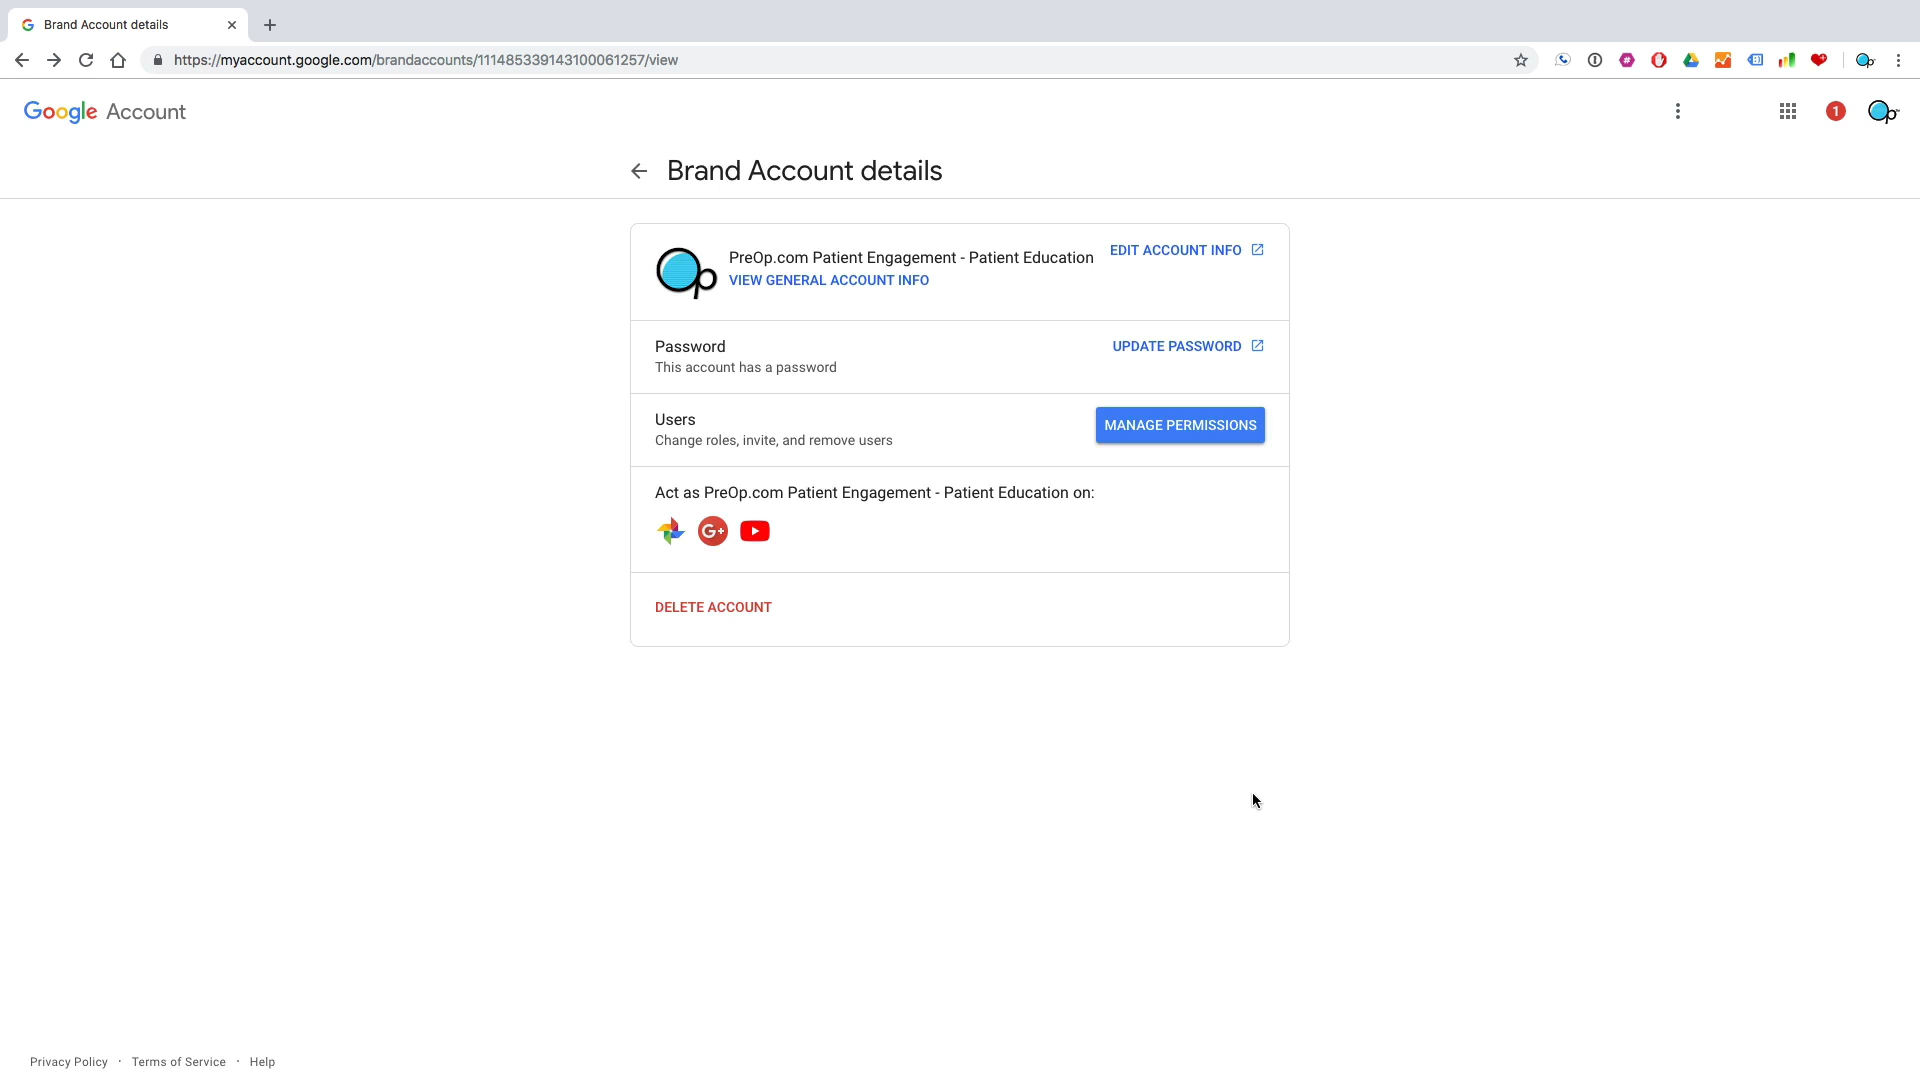 Brand Account details
https://myaccount.google.com/brandaccounts/111485339143100061257/view
Google Account
1
Op
Brand Account details
Op
PreOp.com Patient Engagement - Patient Education
EDIT ACCOUNT INFO
VIEW GENERAL ACCOUNT INFO
Password
UPDATE PASSWORD
This account has a password
Users
MANAGE PERMISSIONS
Change roles, invite, and remove users
Act as PreOp.com Patient Engagement - Patient Education on:
G+
DELETE ACCOUNT
Privacy Policy · Terms of Service · Help